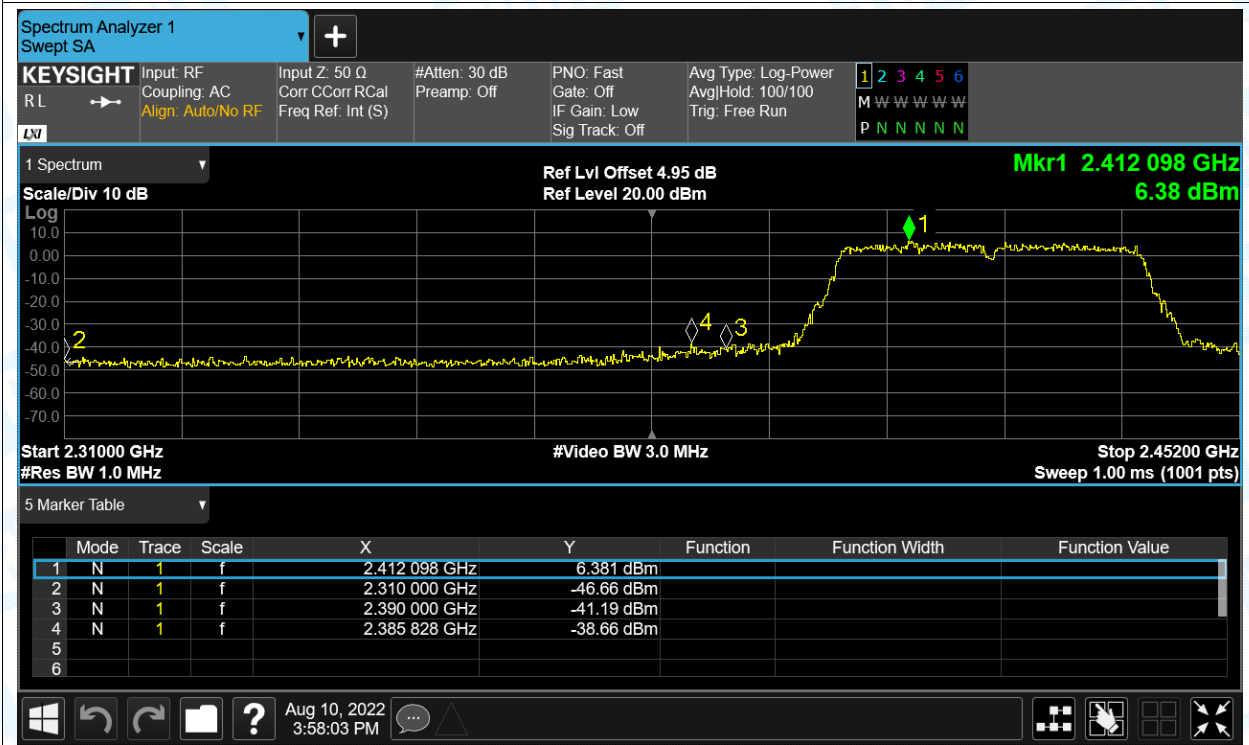 Spectrum Analyzer 1
Swept SA
▼
+
KEYSIGHT
R L
LXI
Input: RF
Coupling: AC
Align: Auto/No RF
Input Z: 50 Ω
Corr CCorr RCal
Freq Ref: Int (S)
#Atten: 30 dB
Preamp: Off
PNO: Fast
Gate: Off
IF Gain: Low
Sig Track: Off
Avg Type: Log-Power
Avg|Hold: 100/100
Trig: Free Run
1 2 3 4 5 6
M W W W W W W
P N N N N N
1 Spectrum ▼
Scale/Div 10 dB
Ref Lvl Offset 4.95 dB
Ref Level 20.00 dBm
Mkr1 2.412 098 GHz
6.38 dBm
Log
10.0
0.00
-10.0
-20.0
-30.0
-40.0
-50.0
-60.0
-70.0
1
2
4
3
Start 2.31000 GHz
#Res BW 1.0 MHz
#Video BW 3.0 MHz
Stop 2.45200 GHz
Sweep 1.00 ms (1001 pts)
5 Marker Table ▼
Mode Trace Scale X Y Function Function Width Function Value
1 N 1 f 2.412 098 GHz 6.381 dBm
2 N 1 f 2.310 000 GHz -46.66 dBm
3 N 1 f 2.390 000 GHz -41.19 dBm
4 N 1 f 2.385 828 GHz -38.66 dBm
5
6
?
Aug 10, 2022
3:58:03 PM